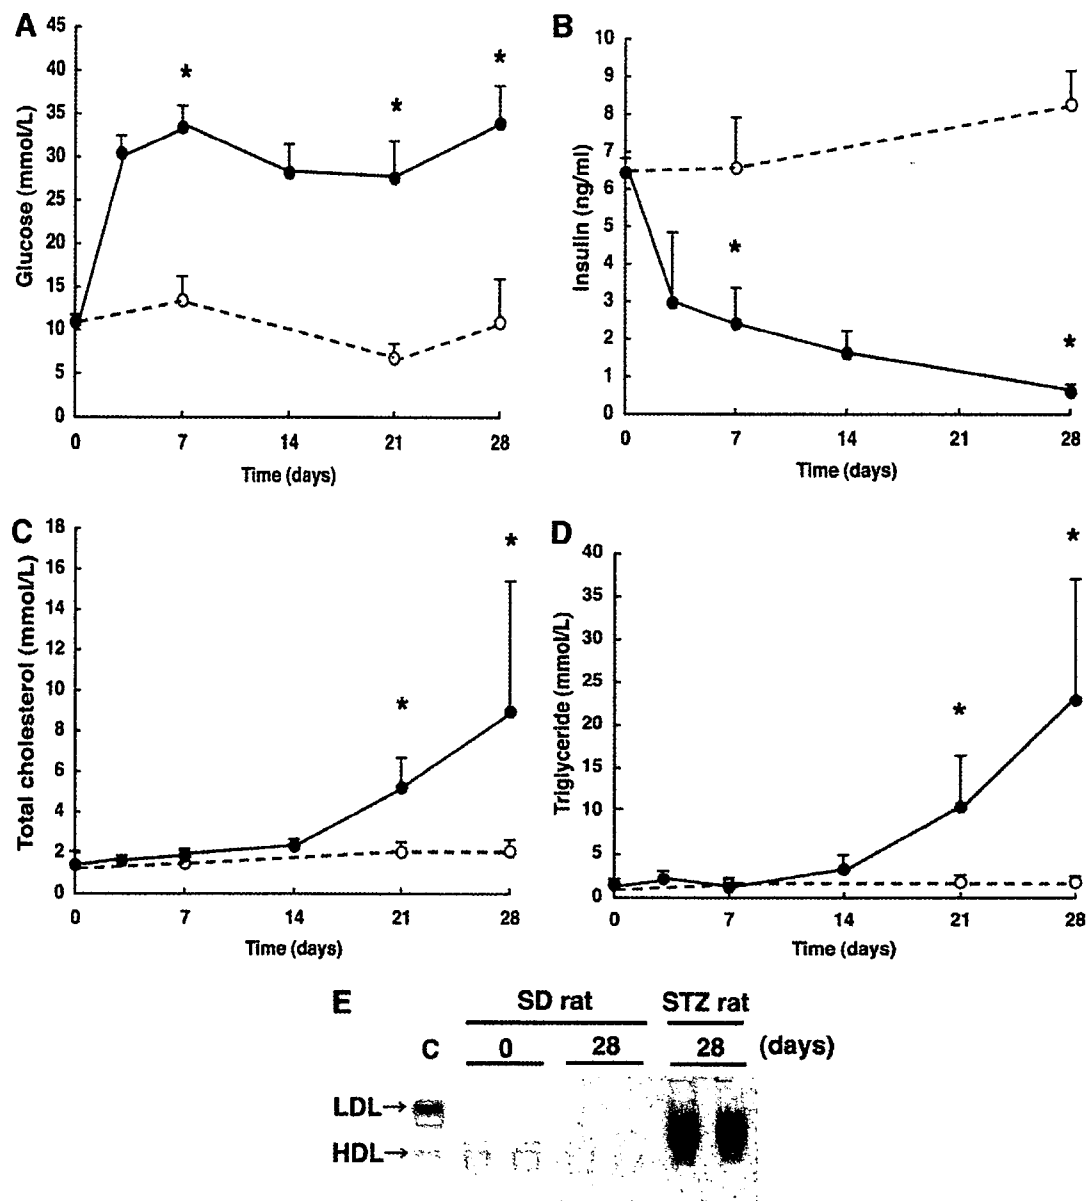 A
Glucose (mmol/L)
45
40
35
30
25
20
15
10
5
0
* * *
0 7 14 21 28
Time (days)
B
Insulin (ng/ml)
10
9
8
7
6
5
4
3
2
1
0
* *
0 7 14 21 28
Time (days)
C
Total cholesterol (mmol/L)
18
16
14
12
10
8
6
4
2
0
* *
0 7 14 21 28
Time (days)
D
Triglyceride (mmol/L)
40
35
30
25
20
15
10
5
0
* *
0 7 14 21 28
Time (days)
E
SD rat STZ rat
C 0 28 28 (days)
LDL→
HDL→